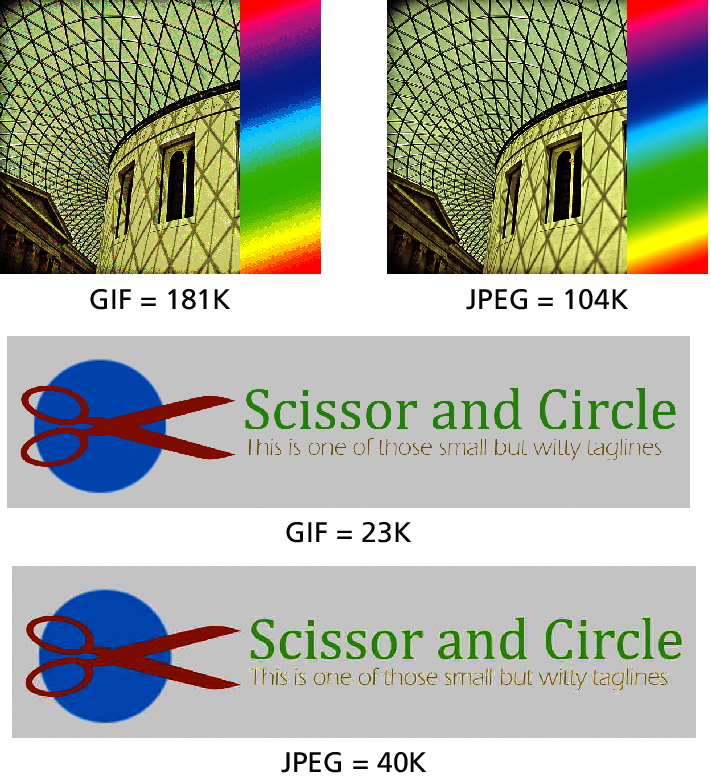 GIF = 181K
JPEG = 104K
Scissor and Circle
This is one of those small but witty taglines
GIF = 23K
Scissor and Circle
This is one of those small but witty taglines
JPEG = 40K